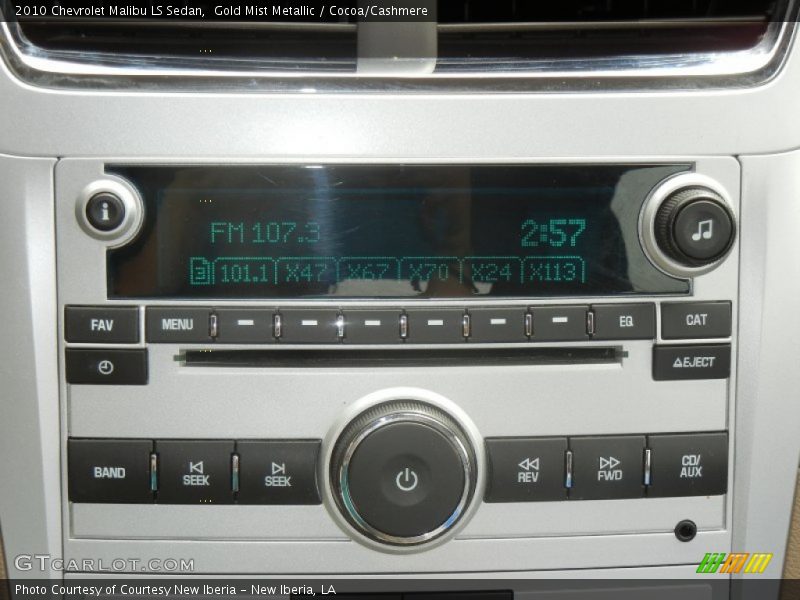 2010 Chevrolet Malibu LS Sedan,  Gold Mist Metallic / Cocoa/Cashmere
i
FM 107.3 2:57
3 101.1 X47 X67 X70 X24 X113
FAV MENU EQ CAT
EJECT
BAND SEEK SEEK REV FWD CD/AUX
GTCARLOT.COM
Photo Courtesy of Courtesy New Iberia - New Iberia, LA